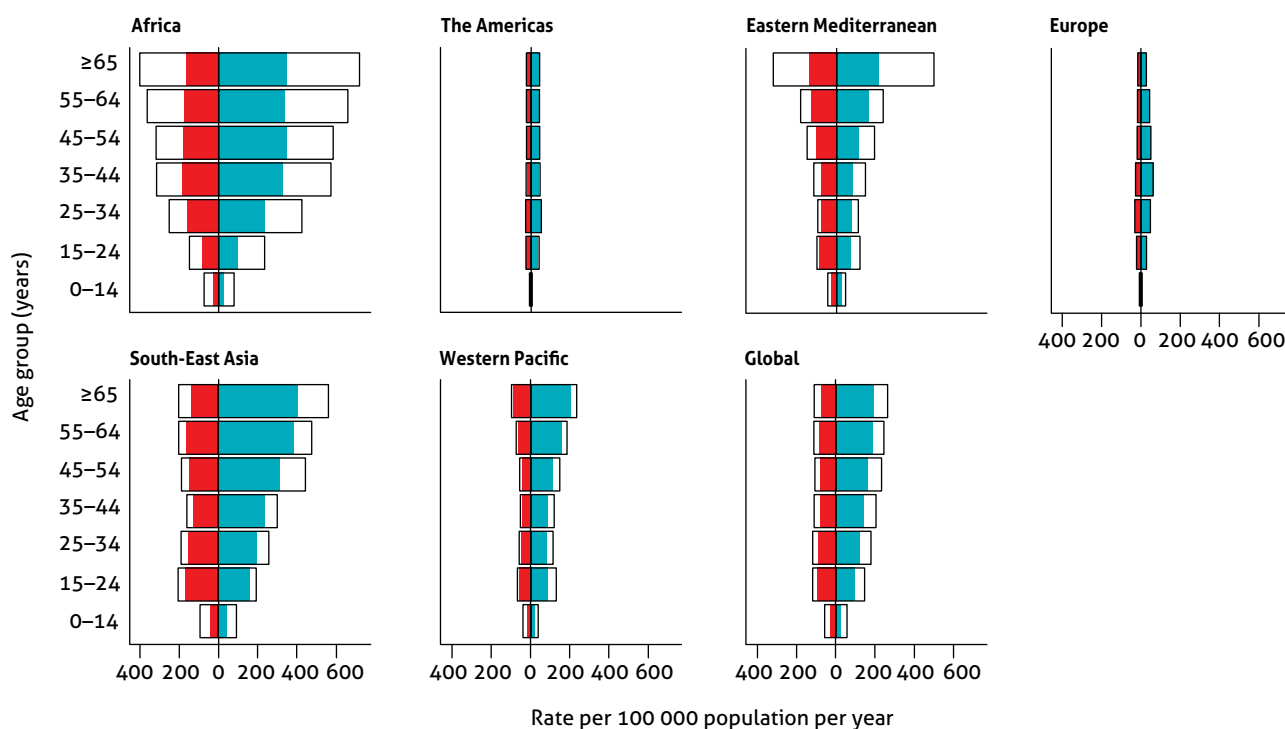 Africa
The Americas
Eastern Mediterranean
Europe
≥65
55–64
45–54
35–44
25–34
15–24
0–14
400 200 0 200 400 600
South-East Asia
Western Pacific
Global
≥65
55–64
45–54
35–44
25–34
15–24
0–14
400 200 0 200 400 600
400 200 0 200 400 600
400 200 0 200 400 600
Age group (years)
Rate per 100 000 population per year